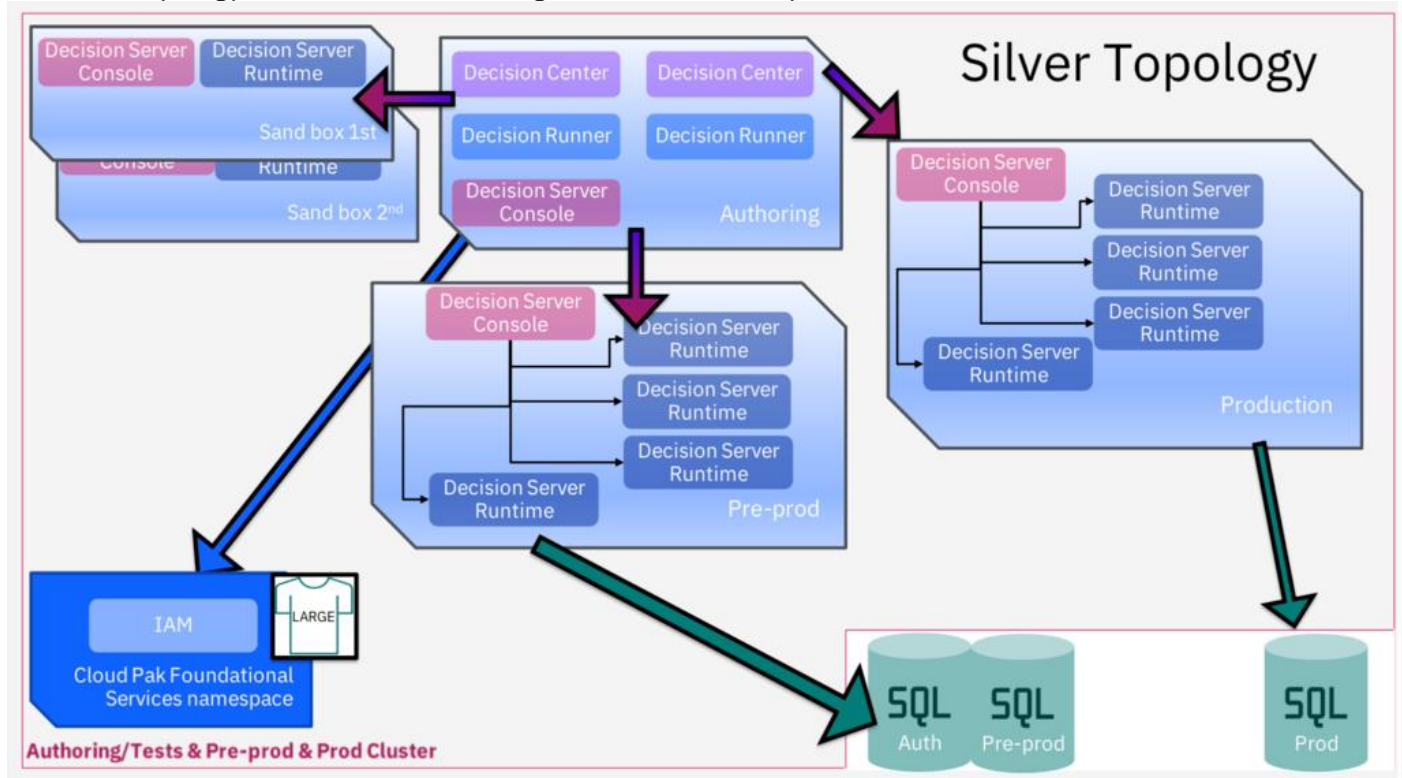 Silver Topology
Decision Server
Console
Decision Server
Runtime
Sand box 1st
Console
Runtime
Sand box 2nd
Decision Center
Decision Center
Decision Runner
Decision Runner
Decision Server
Console
Authoring
Decision Server
Console
Decision Server
Runtime
Decision Server
Runtime
Decision Server
Runtime
Decision Server
Runtime
Production
Decision Server
Console
Decision Server
Runtime
Decision Server
Runtime
Decision Server
Runtime
Decision Server
Runtime
Pre-prod
IAM
LARGE
Cloud Pak Foundational
Services namespace
SQL
Auth
SQL
Pre-prod
SQL
Prod
Authoring/Tests & Pre-prod & Prod Cluster